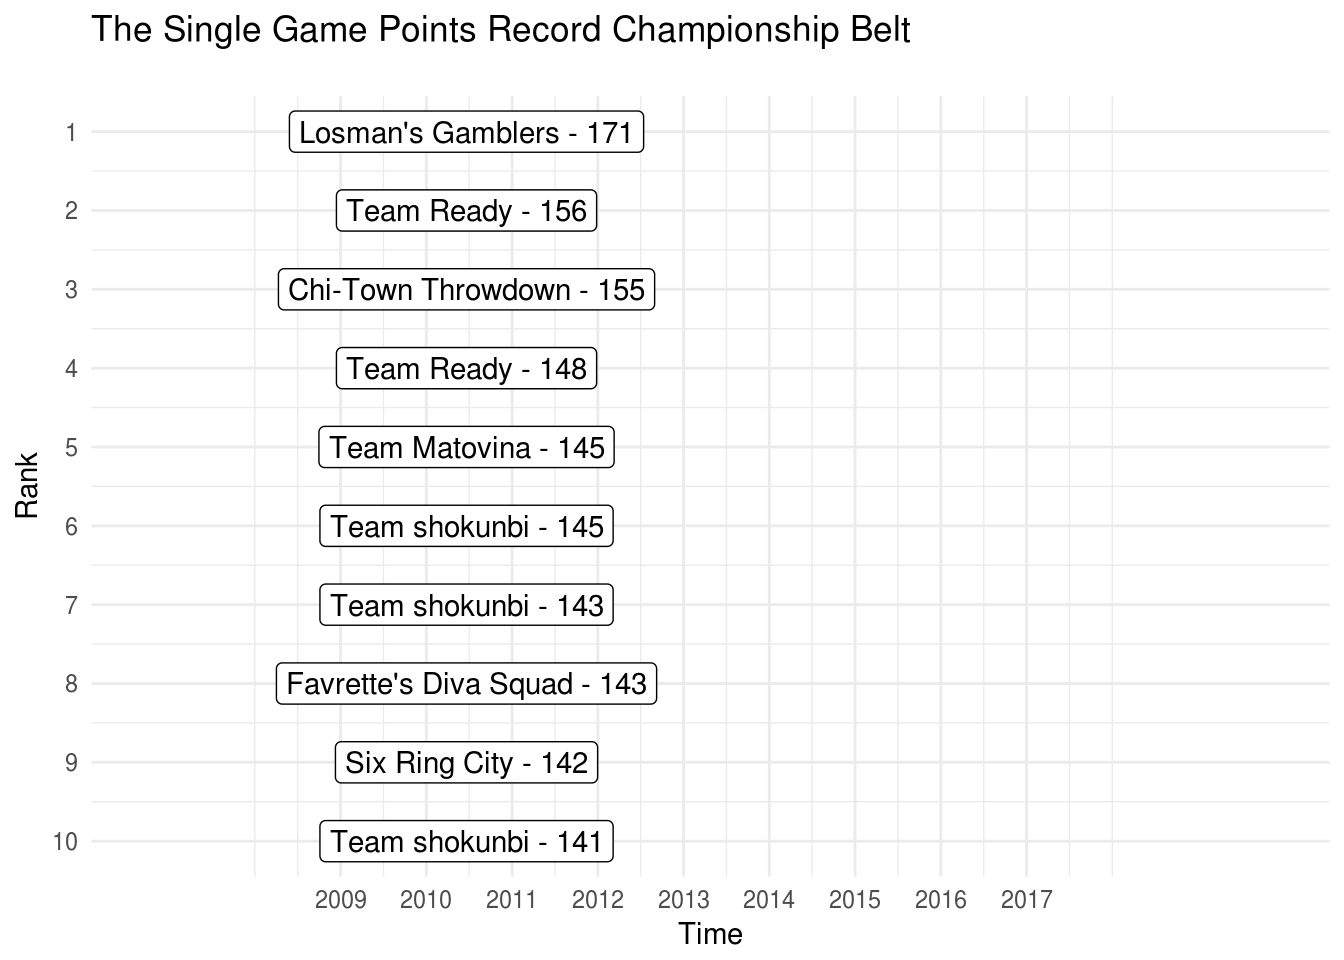 The Single Game Points Record Championship Belt
1
Losman's Gamblers - 171
2
Team Ready - 156
3
Chi-Town Throwdown - 155
4
Team Ready - 148
5
Team Matovina - 145
6
Team shokunbi - 145
7
Team shokunbi - 143
8
Favrette's Diva Squad - 143
9
Six Ring City - 142
10
Team shokunbi - 141
Rank
2009 2010 2011 2012 2013 2014 2015 2016 2017
Time